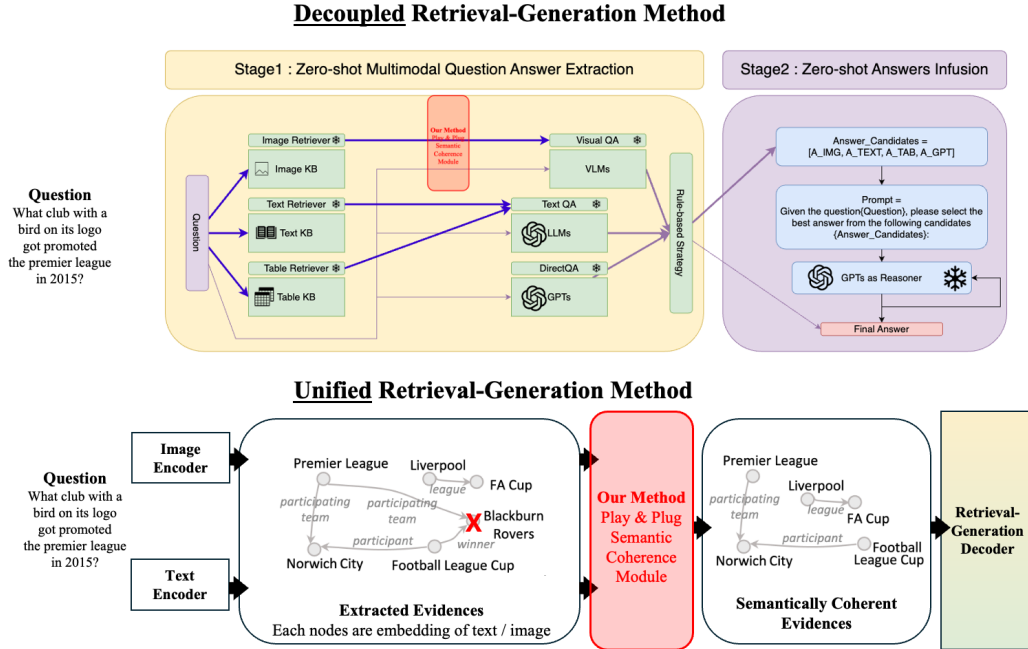 Decoupled Retrieval-Generation Method
Stage1 : Zero-shot Multimodal Question Answer Extraction
Stage2 : Zero-shot Answers Infusion
Question
What club with a
bird on its logo
got promoted
the premier league
in 2015?
Question
Image Retriever
Image KB
Text Retriever
Text KB
Table Retriever
Table KB
Our Method
Play & Plug
Semantic
Coherence
Module
Visual QA
VLMs
Text QA
LLMs
DirectQA
GPTs
Rule-based Strategy
Answer_Candidates =
[A_IMG, A_TEXT, A_TAB, A_GPT]
Prompt =
Given the question{Question}, please select the
best answer from the following candidates
{Answer_Candidates}:
GPTs as Reasoner
Final Answer
Unified Retrieval-Generation Method
Question
What club with a
bird on its logo
got promoted
the premier league
in 2015?
Image
Encoder
Text
Encoder
Premier League
Liverpool
league
FA Cup
participating
team
participating
team
X
Blackburn
Rovers
participant
winner
Norwich City
Football League Cup
Extracted Evidences
Each nodes are embedding of text / image
Our Method
Play & Plug
Semantic
Coherence
Module
Premier League
Liverpool
league
FA Cup
participating
team
participant
Norwich City
Football
League Cup
Semantically Coherent
Evidences
Retrieval-
Generation
Decoder